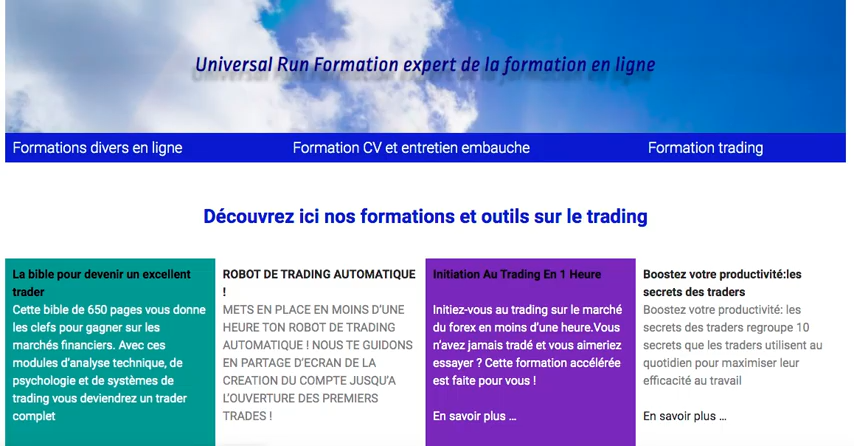 Universal Run Formation expert de la formation en ligne
Formations divers en ligne
Formation CV et entretien embauche
Formation trading
Découvrez ici nos formations et outils sur le trading
La bible pour devenir un excellent
trader
Cette bible de 650 pages vous donne
les clefs pour gagner sur les
marchés financiers. Avec ces
modules d'analyse technique, de
psychologie et de systèmes de
trading vous deviendrez un trader
complet
ROBOT DE TRADING AUTOMATIQUE
!
METS EN PLACE EN MOINS D'UNE
HEURE TON ROBOT DE TRADING
AUTOMATIQUE ! NOUS TE GUIDONS
EN PARTAGE D'ECRAN DE LA
CREATION DU COMPTE JUSQU'A
L'OUVERTURE DES PREMIERS
TRADES !
Initiation Au Trading En 1 Heure
Initiez-vous au trading sur le marché
du forex en moins d'une heure.Vous
n'avez jamais tradé et vous aimeriez
essayer ? Cette formation accélérée
est faite pour vous !
En savoir plus ...
Boostez votre productivité:les
secrets des traders
Boostez votre productivité: les
secrets des traders regroupe 10
secrets que les traders utilisent au
quotidien pour maximiser leur
efficacité au travail
En savoir plus ...